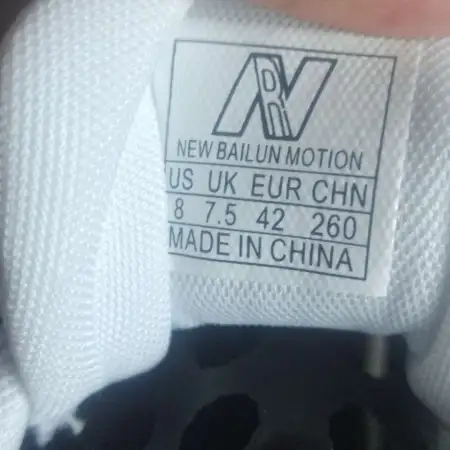 NEW BAILUN MOTION
US UK EUR CHN
8 7.5 42 260
MADE IN CHINA